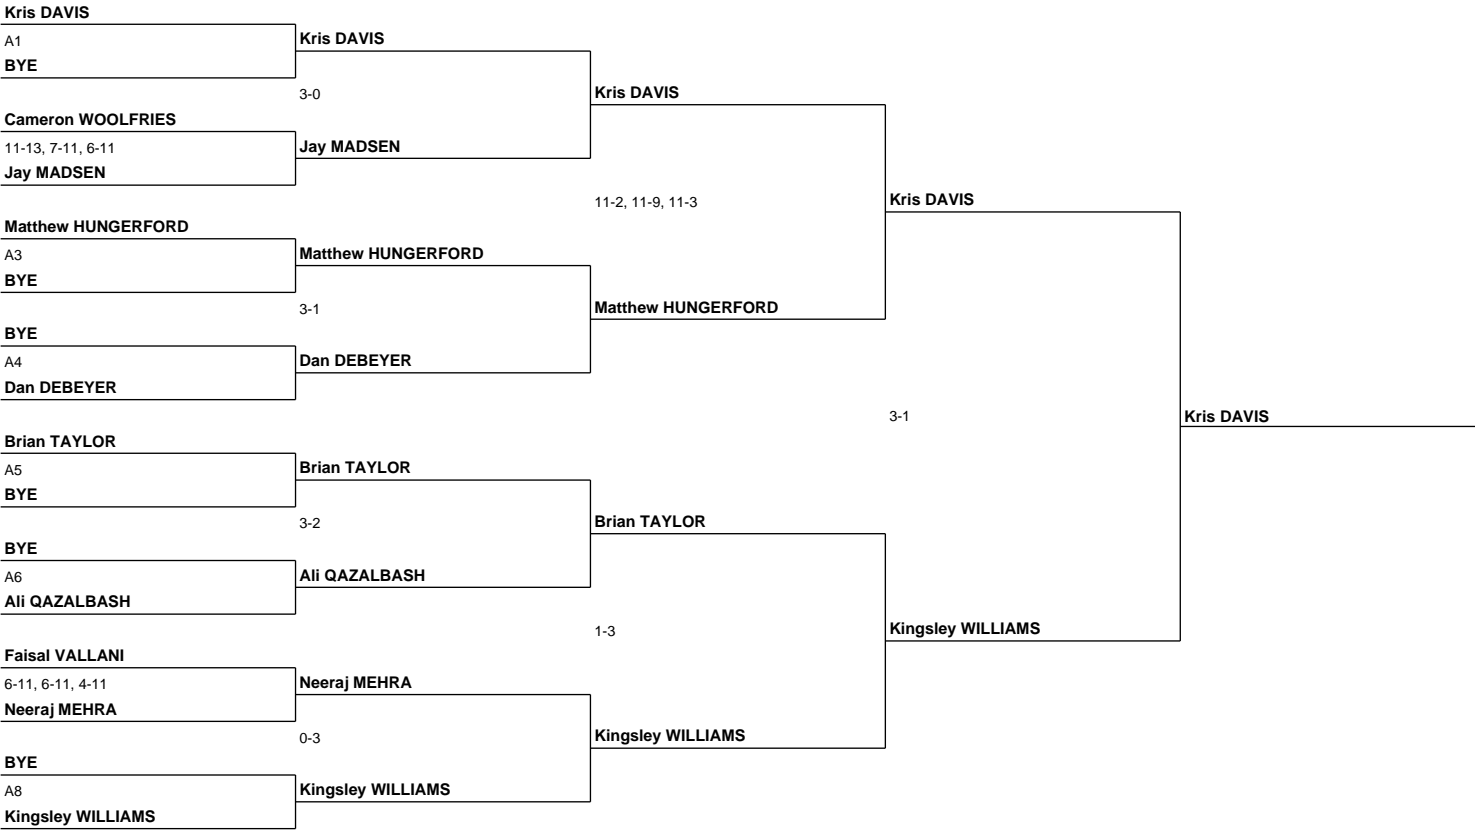 Kris DAVIS
A1
BYE
Cameron WOOLFRIES
11-13, 7-11, 6-11
Jay MADSEN
Matthew HUNGERFORD
A3
BYE
BYE
A4
Dan DEBEYER
Brian TAYLOR
A5
BYE
BYE
A6
Ali QAZALBASH
Faisal VALLANI
6-11, 6-11, 4-11
Neeraj MEHRA
BYE
A8
Kingsley WILLIAMS
Kris DAVIS
3-0
Jay MADSEN
Matthew HUNGERFORD
3-1
Dan DEBEYER
Brian TAYLOR
3-2
Ali QAZALBASH
Neeraj MEHRA
0-3
Kingsley WILLIAMS
Kris DAVIS
11-2, 11-9, 11-3
Matthew HUNGERFORD
Brian TAYLOR
1-3
Kingsley WILLIAMS
Kris DAVIS
3-1
Kingsley WILLIAMS
Kris DAVIS